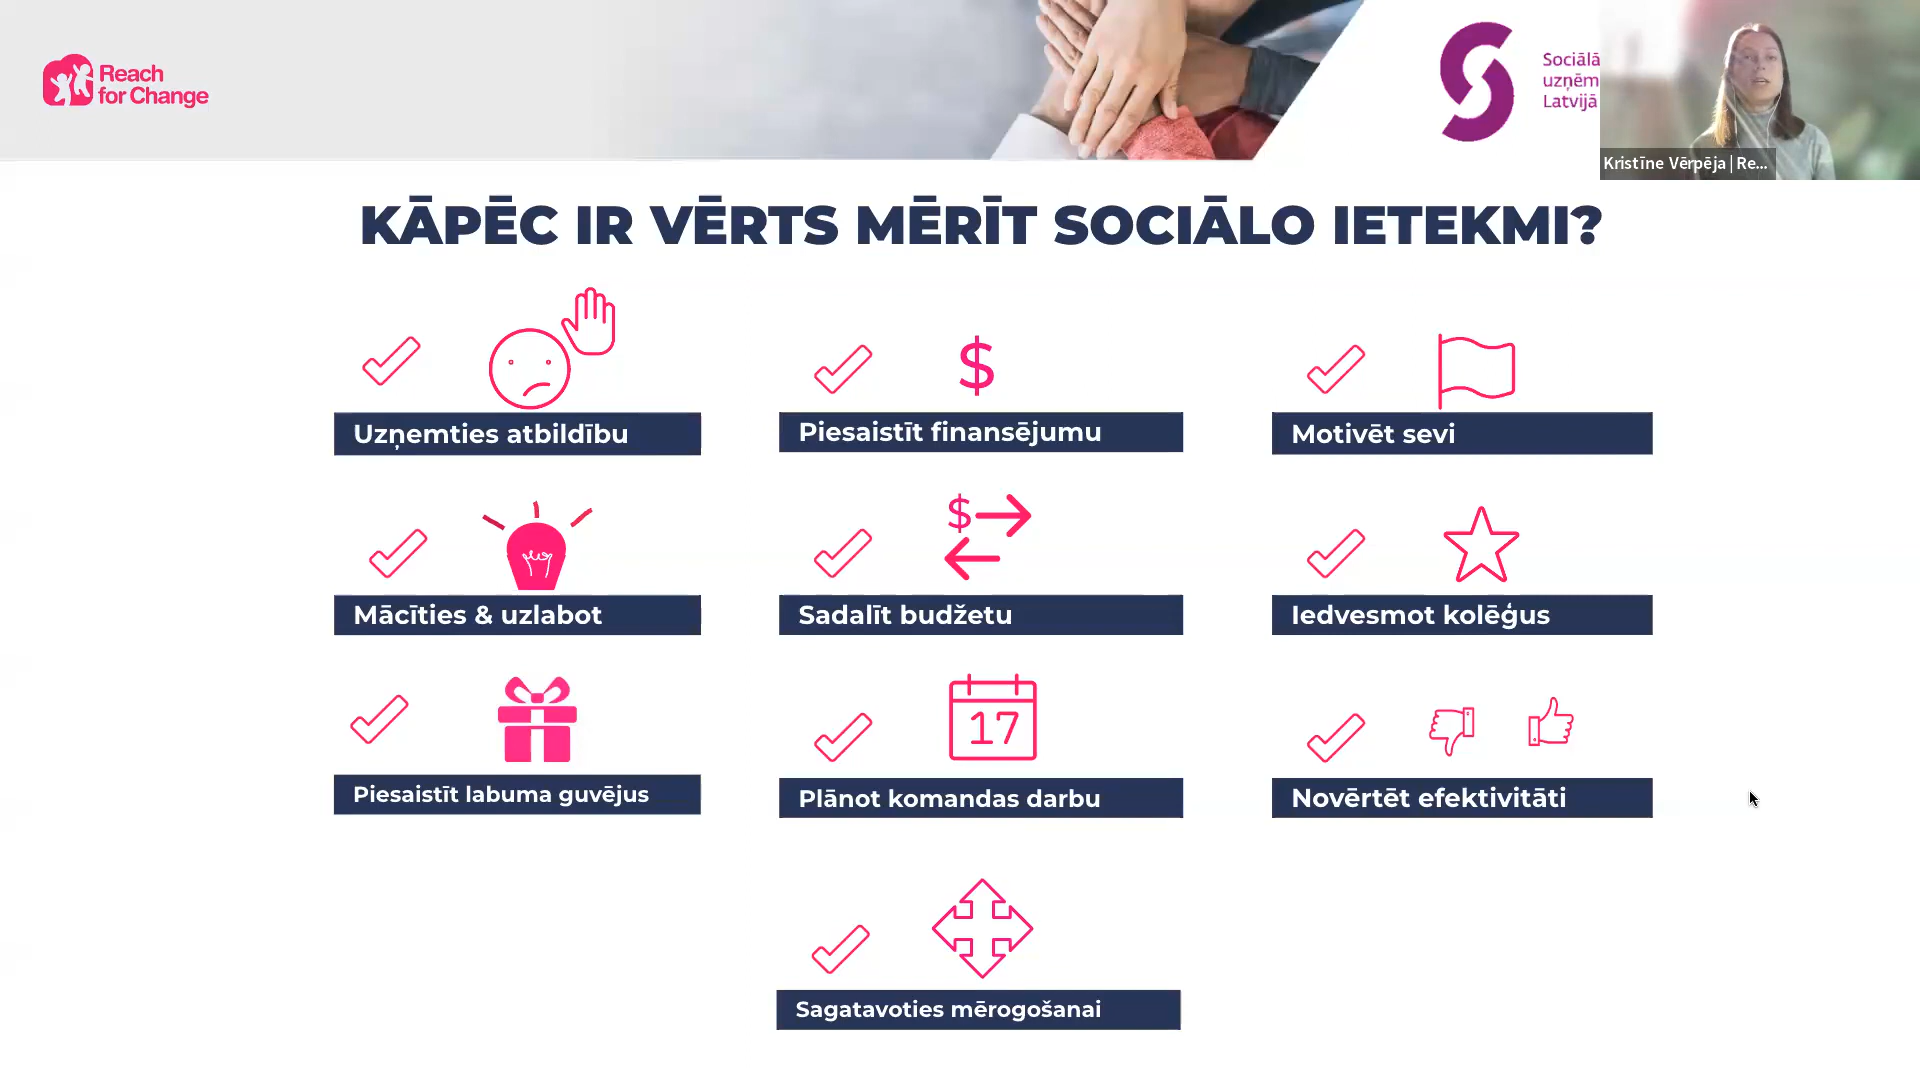 Reach
for Change
Sociālā
uzņēm
Latvijā
Kristīne Vērpēja | Re...
KĀPĒC IR VĒRTS MĒRĪT SOCIĀLO IETEKMI?
$
Uzņemties atbildību
Piesaistīt finansējumu
Motivēt sevi
$
Mācīties & uzlabot
Sadalīt budžetu
Iedvesmot kolēģus
17
Piesaistīt labuma guvējus
Plānot komandas darbu
Novērtēt efektivitāti
Sagatavoties mērogošanai